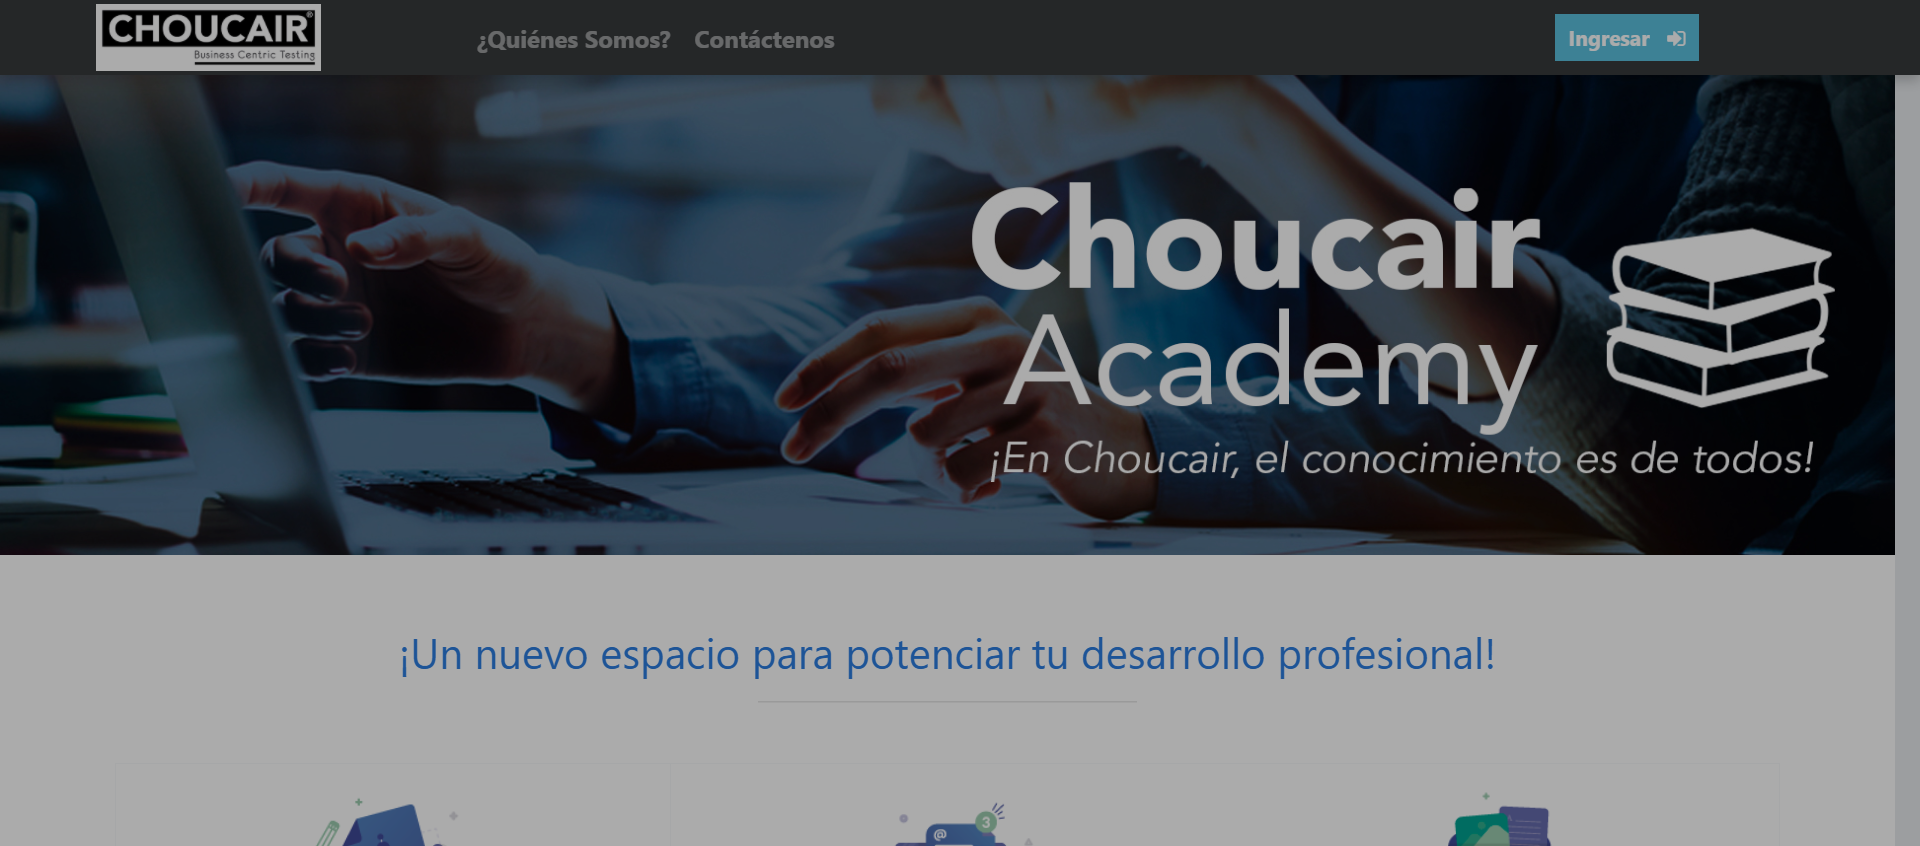 CHOUCAIR®
Business Centric Testing
¿Quiénes Somos?
Contáctenos
Ingresar
Choucair
Academy
¡En Choucair, el conocimiento es de todos!
¡Un nuevo espacio para potenciar tu desarrollo profesional!
@
3